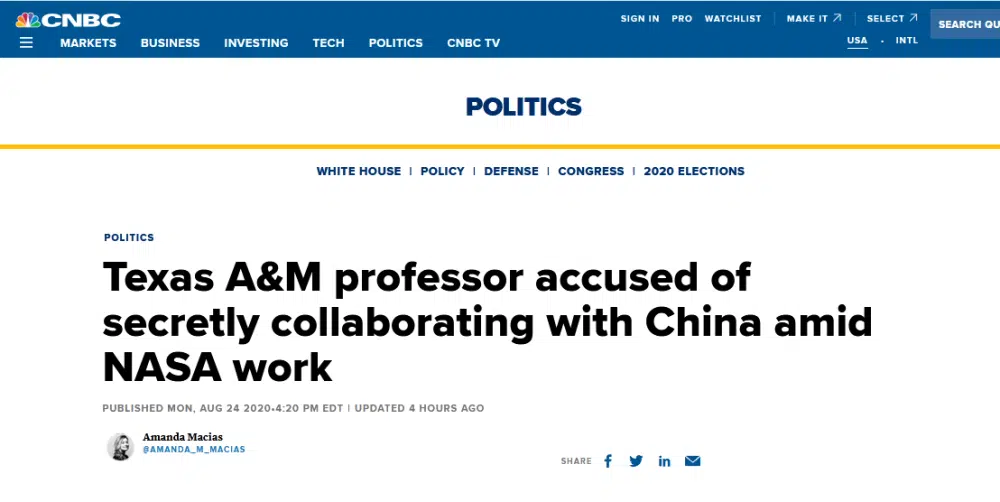 CNBC
SIGN IN PRO WATCHLIST MAKE IT SELECT
SEARCH QU
USA - INTL
MARKETS BUSINESS INVESTING TECH POLITICS CNBC TV
POLITICS
WHITE HOUSE | POLICY | DEFENSE | CONGRESS | 2020 ELECTIONS
POLITICS
Texas A&M professor accused of
secretly collaborating with China amid
NASA work
PUBLISHED MON, AUG 24 2020•4:20 PM EDT | UPDATED 4 HOURS AGO
Amanda Macias
@AMANDA_M_MACIAS
SHARE